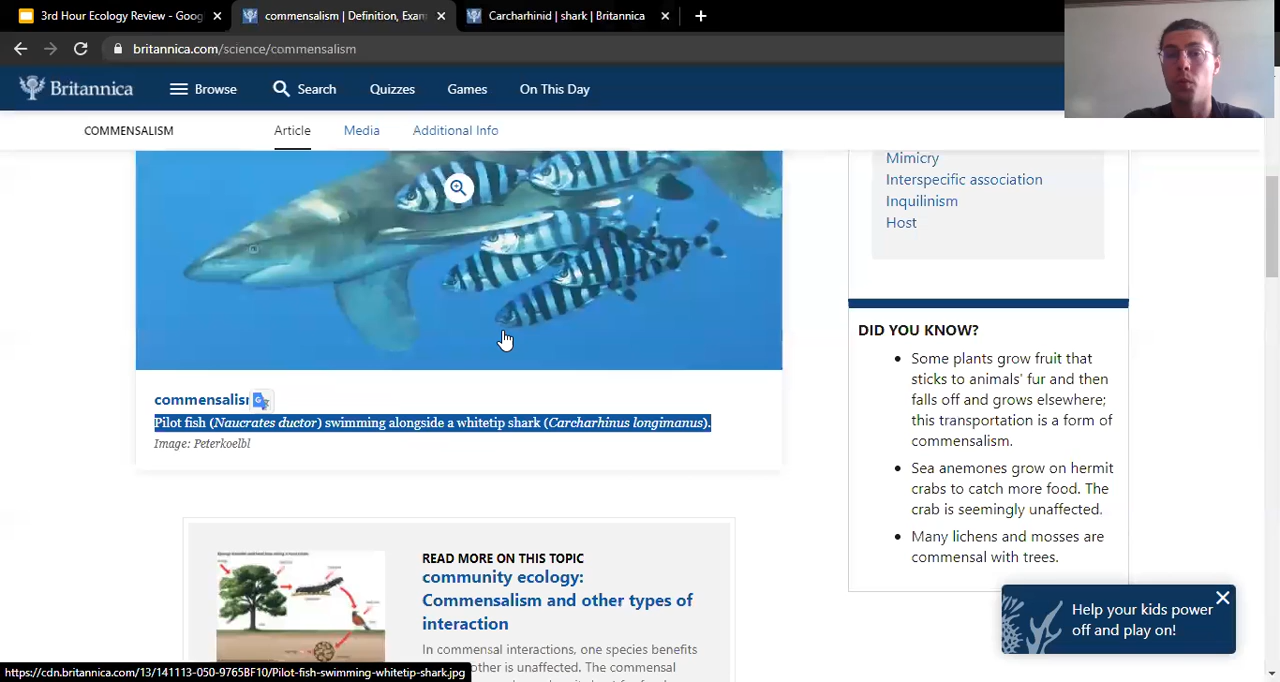 3rd Hour Ecology Review - Goog
commensalism | Definition, Exam
Carcharhinid | shark | Britannica
britannica.com/science/commensalism
Britannica
Browse
Search
Quizzes
Games
On This Day
COMMENSALISM
Article
Media
Additional Info
Mimicry
Interspecific association
Inquilinism
Host
commensalism
Pilot fish (Naucrates ductor) swimming alongside a whitetip shark (Carcharhinus longimanus).
Image: Peterkoelbl
DID YOU KNOW?
• Some plants grow fruit that
sticks to animals' fur and then
falls off and grows elsewhere;
this transportation is a form of
commensalism.
• Sea anemones grow on hermit
crabs to catch more food. The
crab is seemingly unaffected.
• Many lichens and mosses are
commensal with trees.
READ MORE ON THIS TOPIC
community ecology:
Commensalism and other types of
interaction
In commensal interactions, one species benefits
other is unaffected. The commensal
Help your kids power
off and play on!
https://cdn.britannica.com/13/141113-050-9765BF10/Pilot-fish-swimming-whitetip-shark.jpg